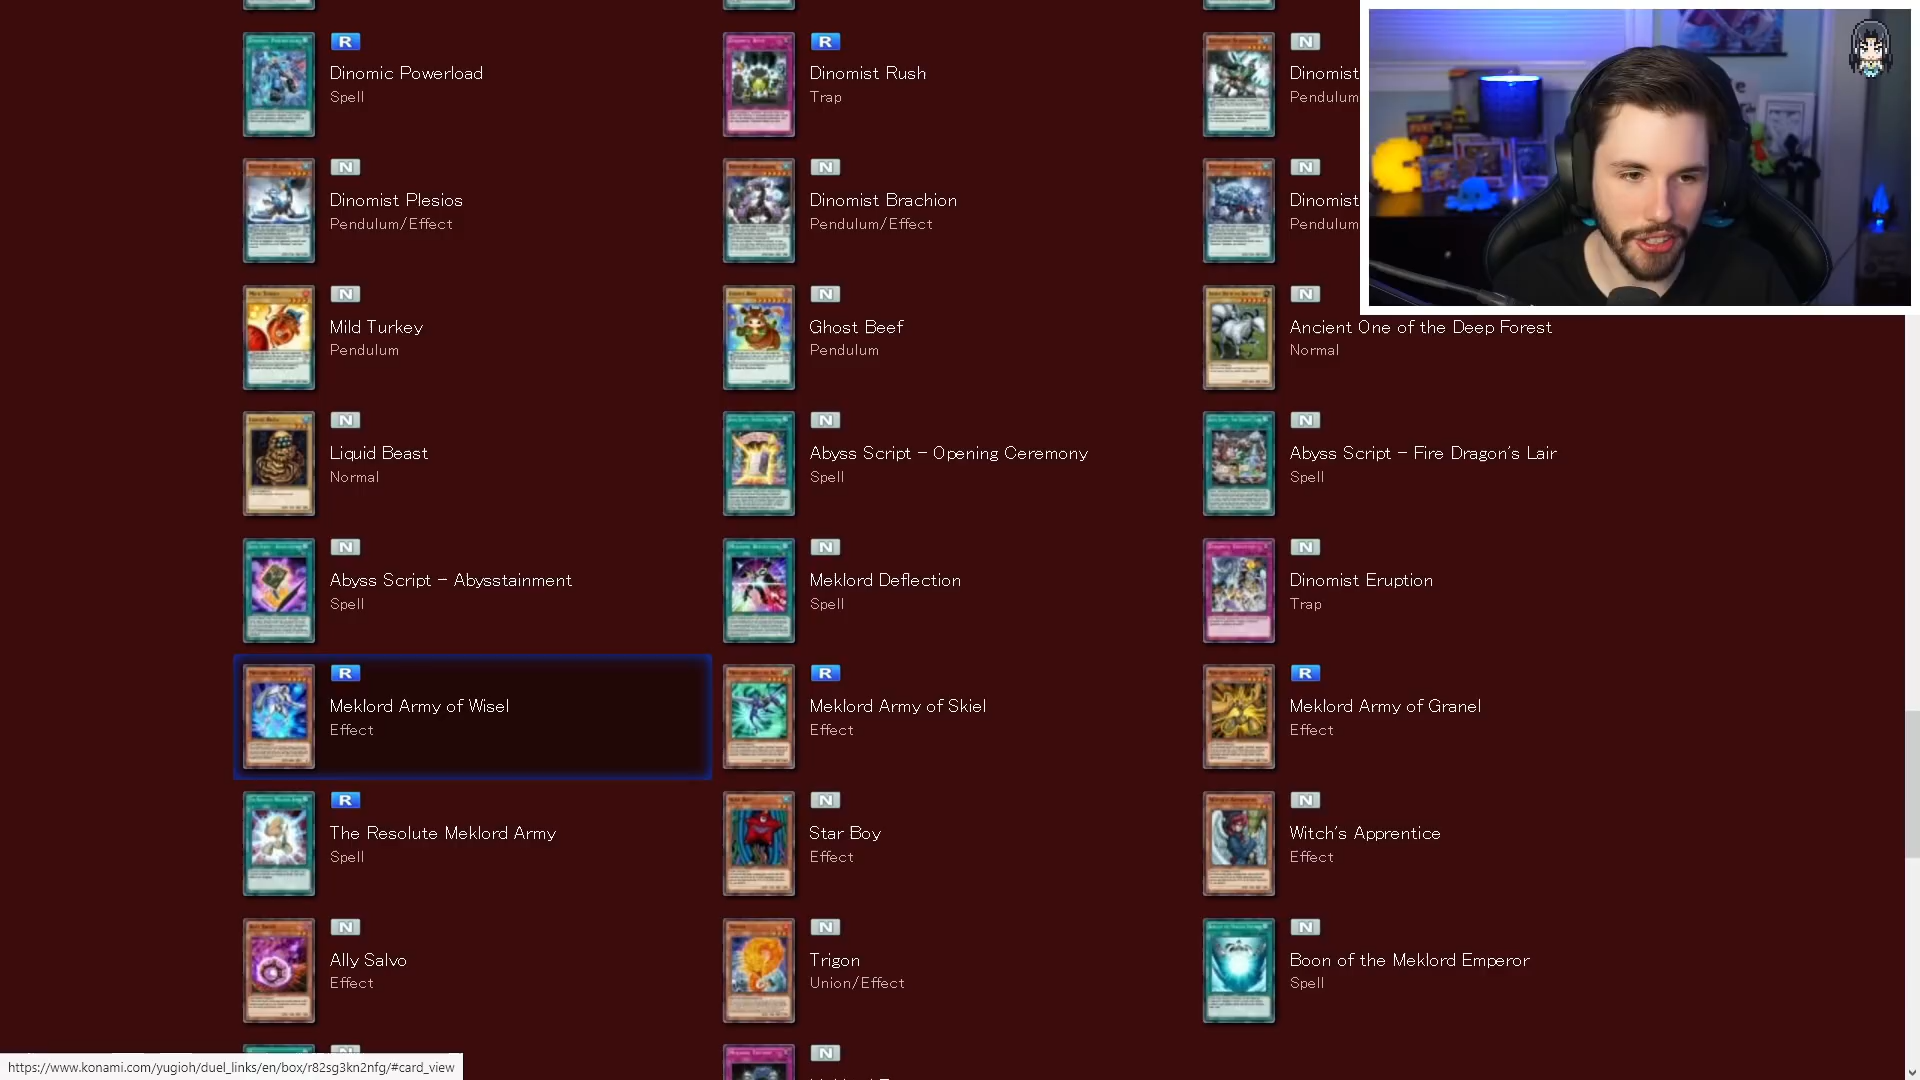 R
Dinomic Powerload
Spell
R
Dinomist Rush
Trap
N
Dinomist
Pendulum
N
Dinomist Plesios
Pendulum/Effect
N
Dinomist Brachion
Pendulum/Effect
N
Dinomist
Pendulum
N
Mild Turkey
Pendulum
N
Ghost Beef
Pendulum
N
Ancient One of the Deep Forest
Normal
N
Liquid Beast
Normal
N
Abyss Script - Opening Ceremony
Spell
N
Abyss Script - Fire Dragon's Lair
Spell
N
Abyss Script - Abysstainment
Spell
N
Meklord Deflection
Spell
N
Dinomist Eruption
Trap
R
Meklord Army of Wisel
Effect
R
Meklord Army of Skiel
Effect
R
Meklord Army of Granel
Effect
R
The Resolute Meklord Army
Spell
N
Star Boy
Effect
N
Witch's Apprentice
Effect
N
Ally Salvo
Effect
N
Trigon
Union/Effect
N
Boon of the Meklord Emperor
Spell
N
N
https://www.konami.com/yugioh/duel_links/en/box/r82sg3kn2nfg/#card_view